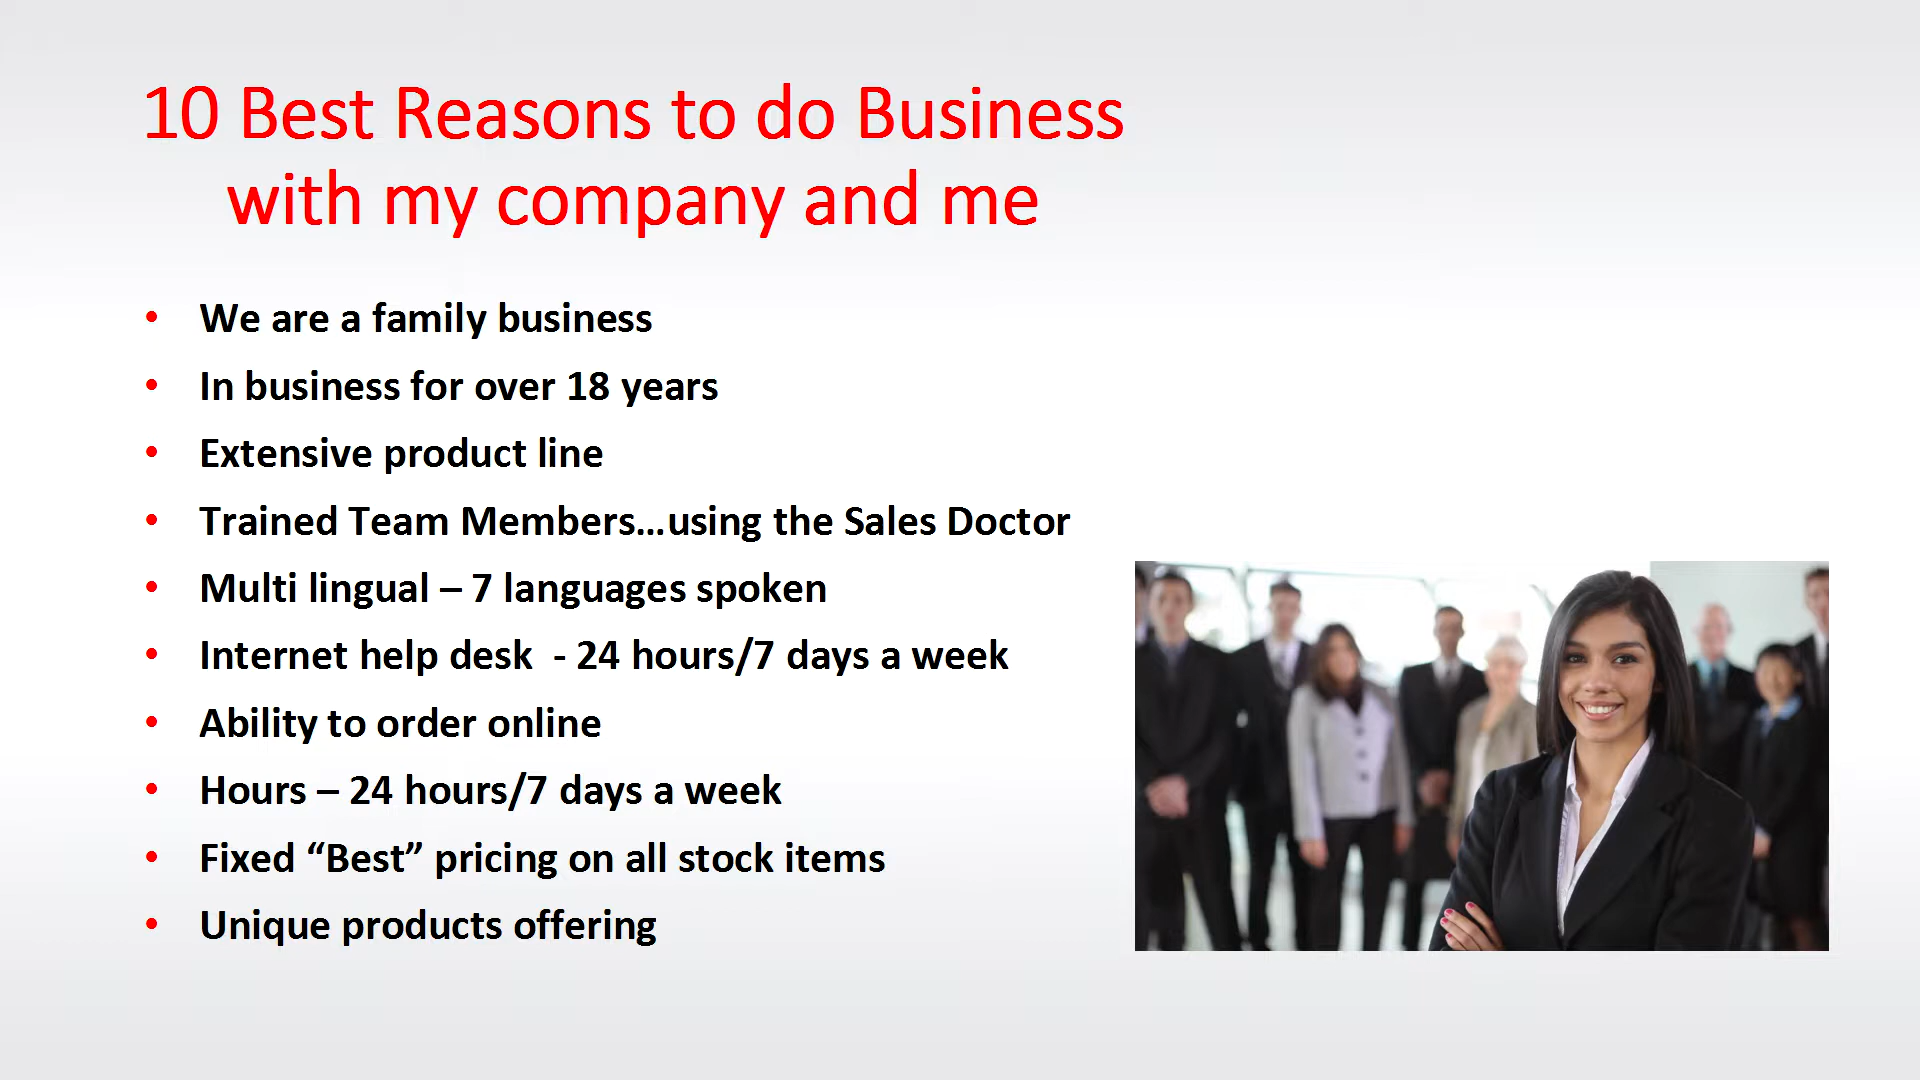 10 Best Reasons to do Business
with my company and me
• We are a family business
• In business for over 18 years
• Extensive product line
• Trained Team Members…using the Sales Doctor
• Multi lingual – 7 languages spoken
• Internet help desk  - 24 hours/7 days a week
• Ability to order online
• Hours – 24 hours/7 days a week
• Fixed “Best” pricing on all stock items
• Unique products offering